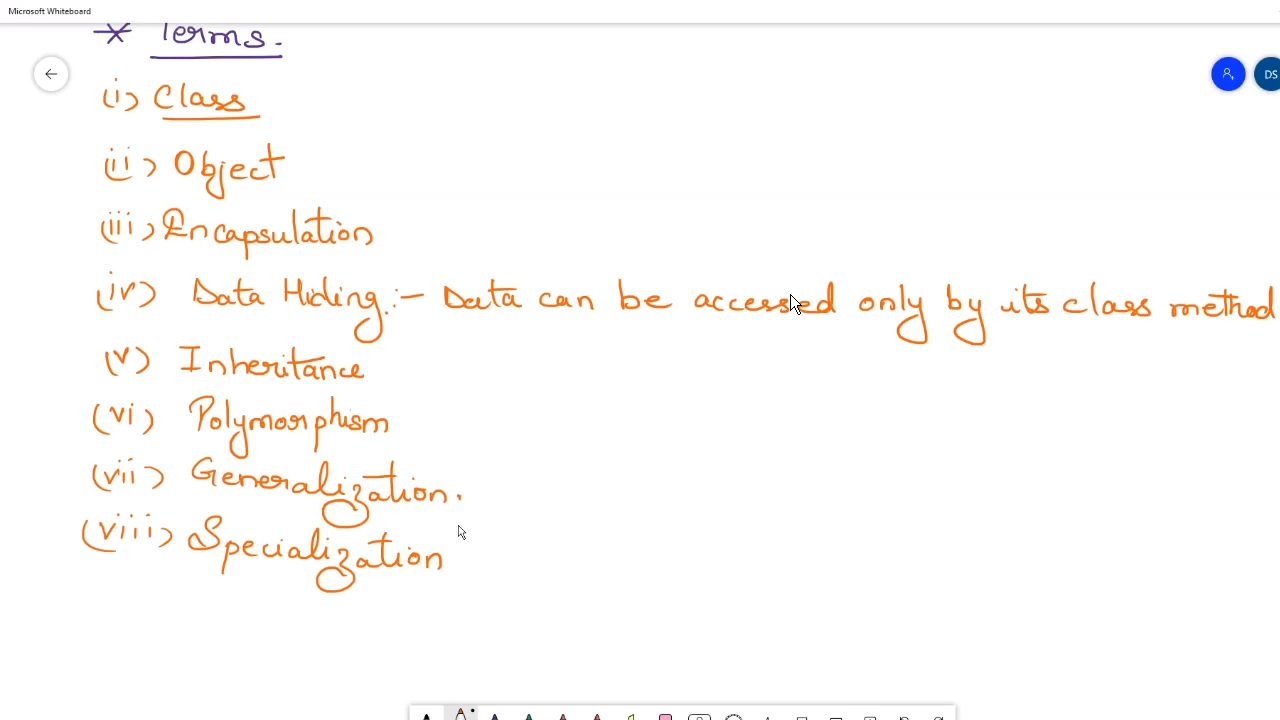 Microsoft Whiteboard
* Terms.
DS
(i) Class
(ii) Object
(iii) Encapsulation
(iv) Data Hiding :- Data can be accessed only by its class method
(v) Inheritance
(vi) Polymorphism
(vii) Generalization.
(viii) Specialization